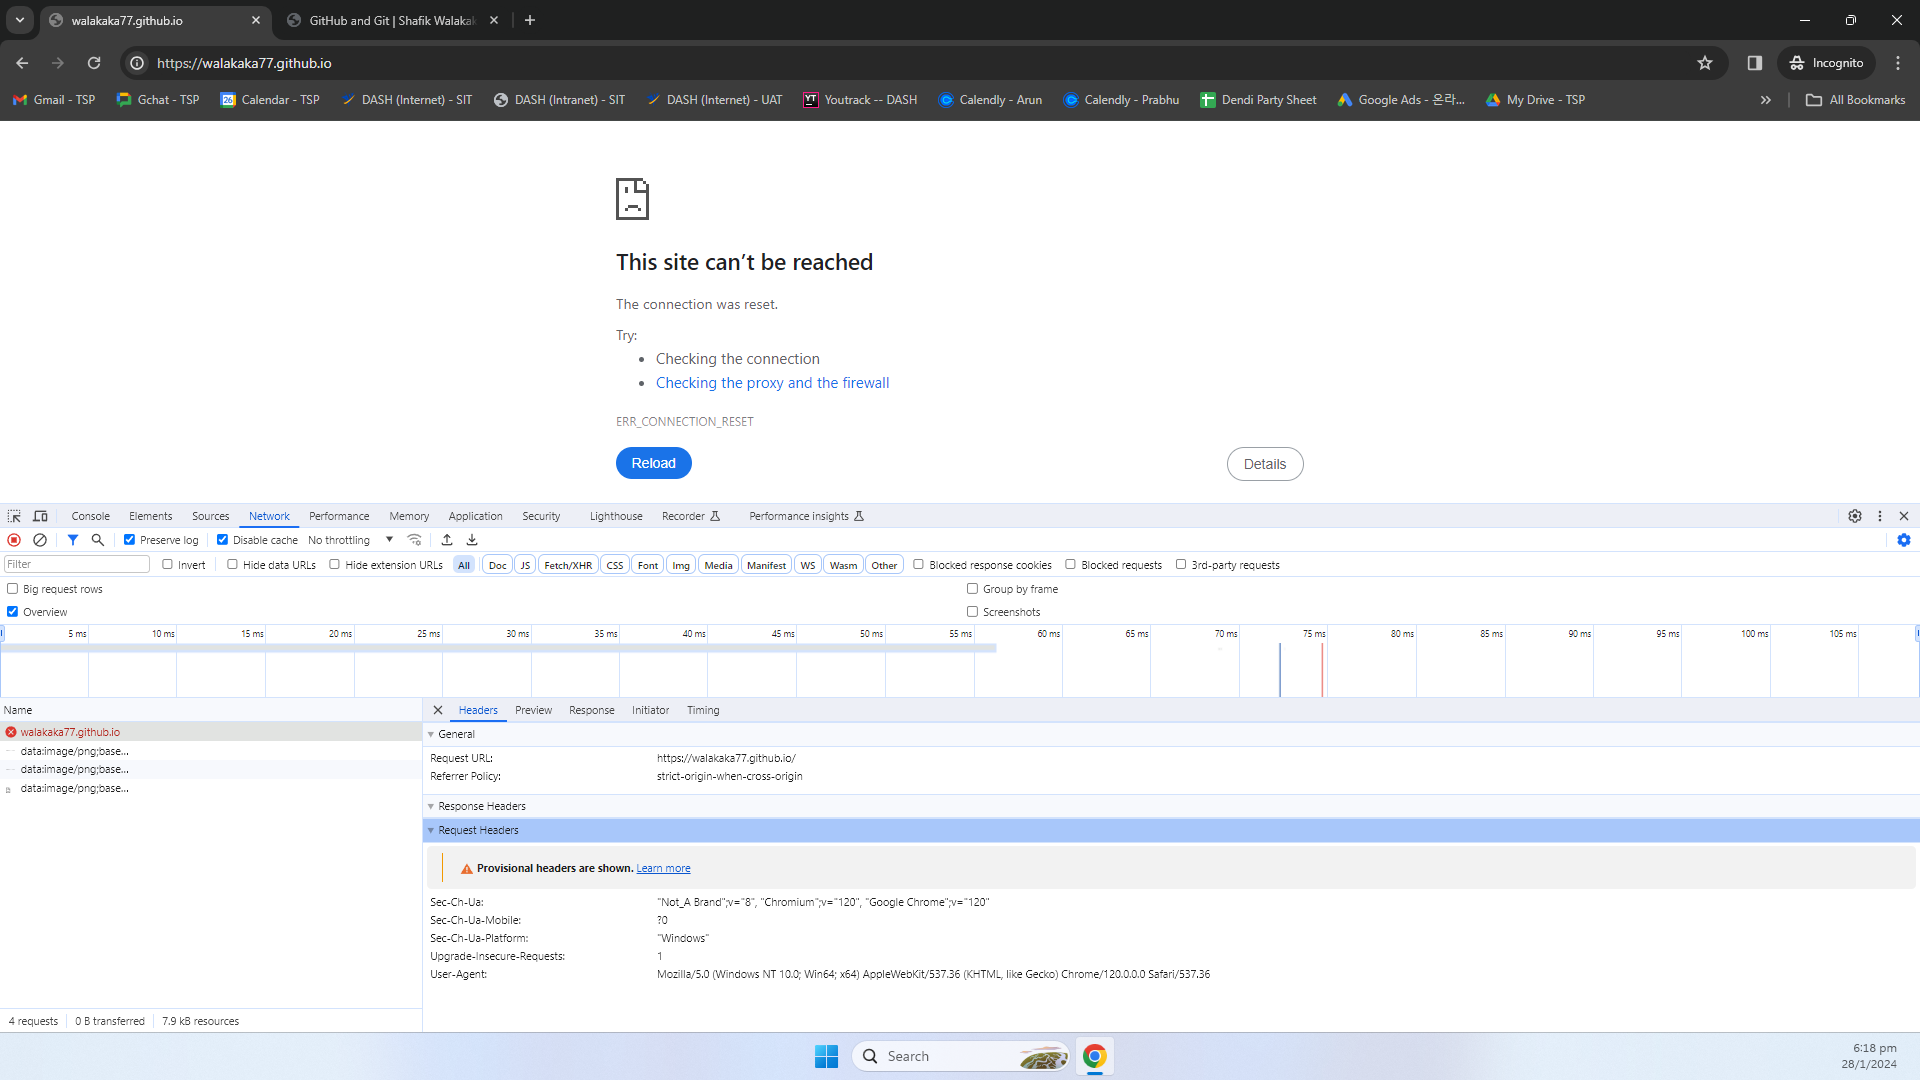 walakaka77.github.io
GitHub and Git | Shafik Walakak
https://walakaka77.github.io
Incognito
Gmail - TSP
Gchat - TSP
26
Calendar - TSP
DASH (Internet) - SIT
DASH (Intranet) - SIT
DASH (Internet) - UAT
YT
Youtrack -- DASH
Calendly - Arun
Calendly - Prabhu
Dendi Party Sheet
Google Ads - 온라...
My Drive - TSP
All Bookmarks
This site can’t be reached
The connection was reset.
Try:
• Checking the connection
• Checking the proxy and the firewall
ERR_CONNECTION_RESET
Reload
Details
Console Elements Sources Network Performance Memory Application Security Lighthouse Recorder Performance insights
Preserve log Disable cache No throttling
Filter Invert Hide data URLs Hide extension URLs All Doc JS Fetch/XHR CSS Font Img Media Manifest WS Wasm Other Blocked response cookies Blocked requests 3rd-party requests
Big request rows Group by frame
Overview Screenshots
5 ms 10 ms 15 ms 20 ms 25 ms 30 ms 35 ms 40 ms 45 ms 50 ms 55 ms 60 ms 65 ms 70 ms 75 ms 80 ms 85 ms 90 ms 95 ms 100 ms 105 ms
Name
walakaka77.github.io
data:image/png;base...
data:image/png;base...
data:image/png;base...
Headers Preview Response Initiator Timing
General
Request URL: https://walakaka77.github.io/
Referrer Policy: strict-origin-when-cross-origin
Response Headers
Request Headers
Provisional headers are shown. Learn more
Sec-Ch-Ua: "Not_A Brand";v="8", "Chromium";v="120", "Google Chrome";v="120"
Sec-Ch-Ua-Mobile: ?0
Sec-Ch-Ua-Platform: "Windows"
Upgrade-Insecure-Requests: 1
User-Agent: Mozilla/5.0 (Windows NT 10.0; Win64; x64) AppleWebKit/537.36 (KHTML, like Gecko) Chrome/120.0.0.0 Safari/537.36
4 requests 0 B transferred 7.9 kB resources
Search
6:18 pm
28/1/2024